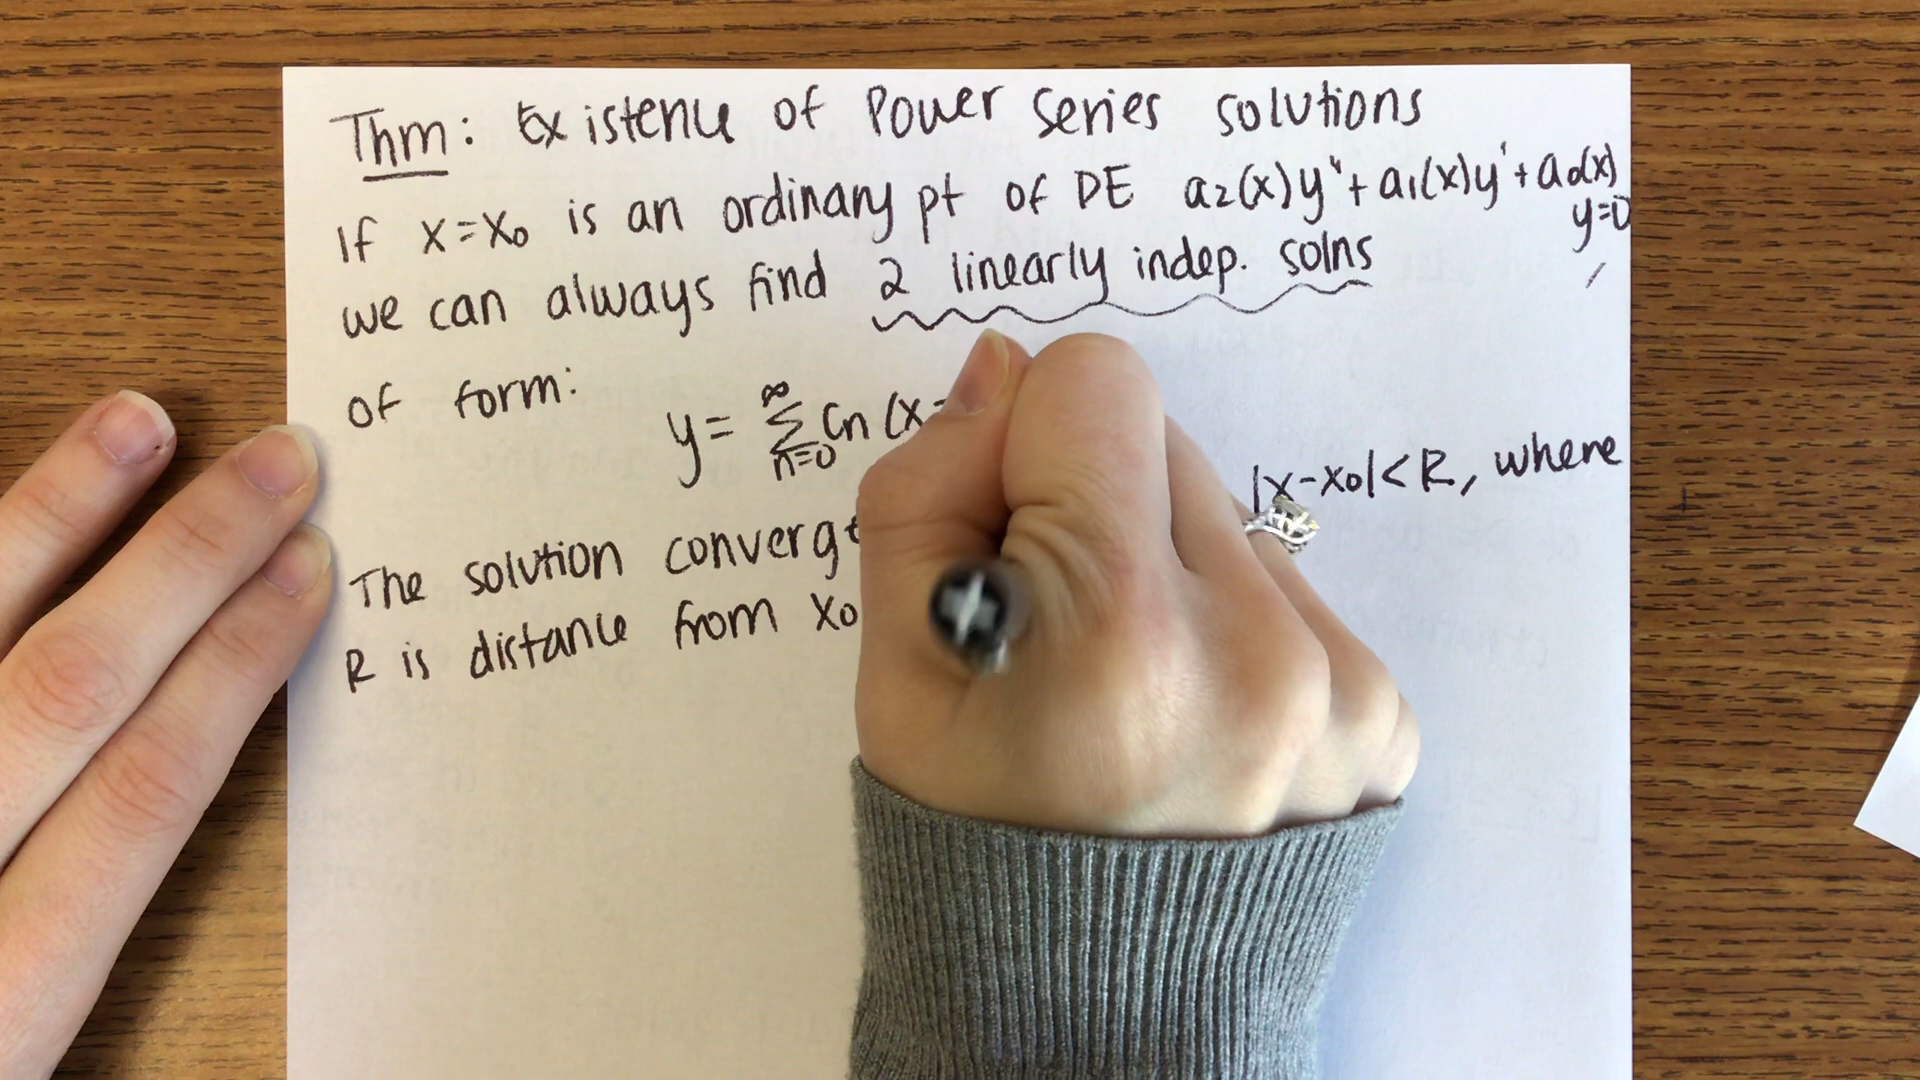 Thm: Existence of Power Series solutions
If x=x₀ is an ordinary pt of DE a₂(x)y"+a₁(x)y'+a₀(x)
y=0
we can always find 2 linearly indep. solns
of form:
y= ∞ Σ n=0 Cn (x-
|x-x₀|<R, where
The solution converge
R is distance from x₀